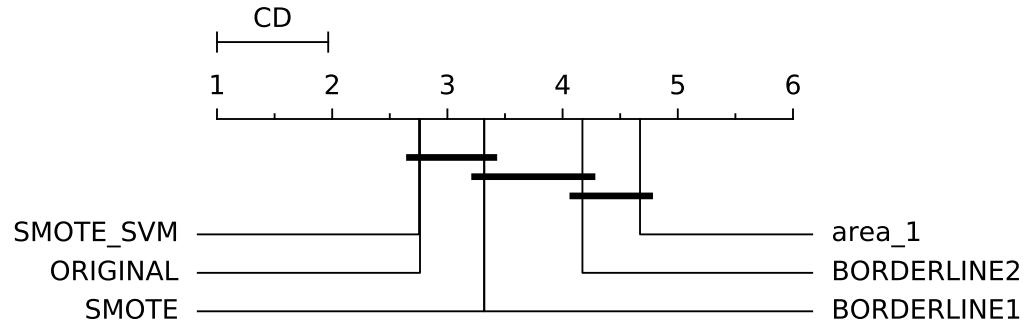 CD
1 2 3 4 5 6
SMOTE_SVM area_1
ORIGINAL BORDERLINE2
SMOTE BORDERLINE1